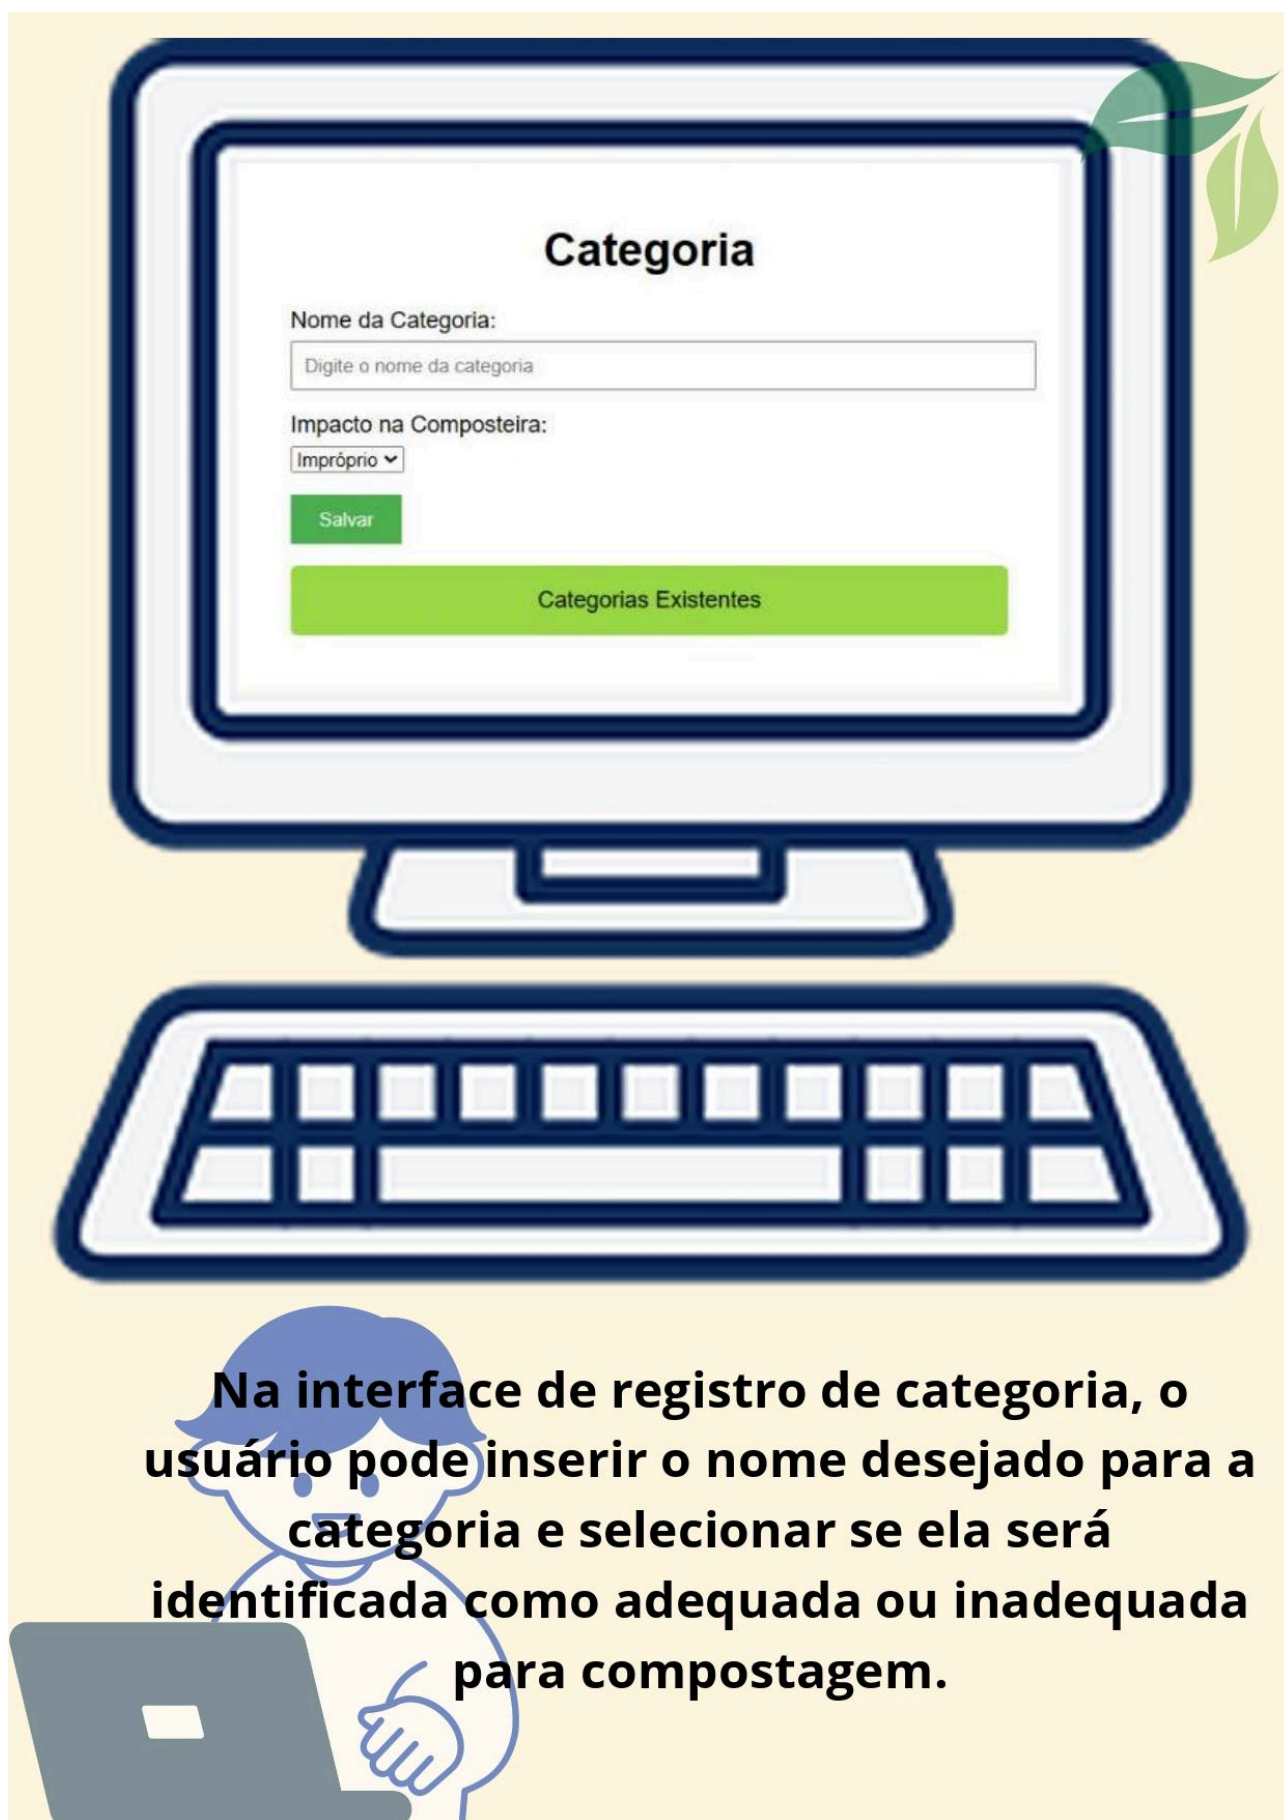 Categoria
Nome da Categoria:
Digite o nome da categoria
Impacto na Composteira:
Impróprio
Salvar
Categorias Existentes
Na interface de registro de categoria, o
usuário pode inserir o nome desejado para a
categoria e selecionar se ela será
identificada como adequada ou inadequada
para compostagem.